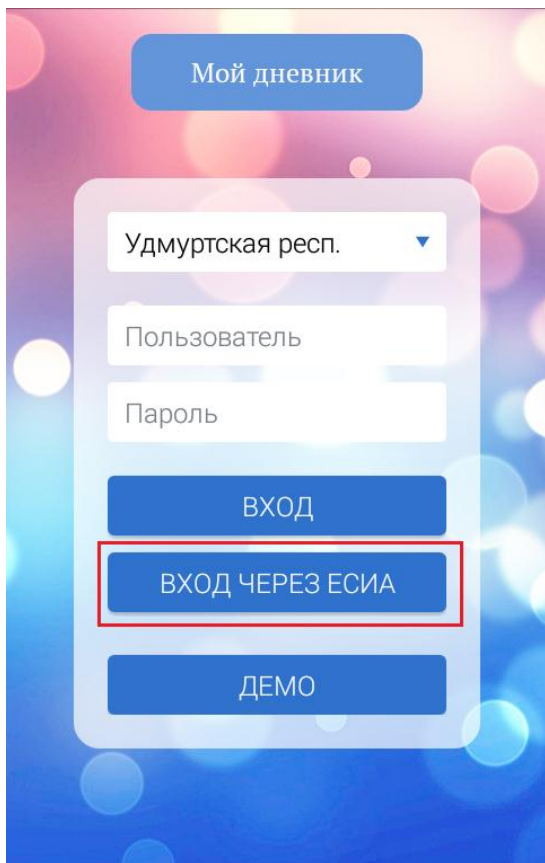 Мой дневник
Удмуртская респ.
Пользователь
Пароль
ВХОД
ВХОД ЧЕРЕЗ ЕСИА
ДЕМО